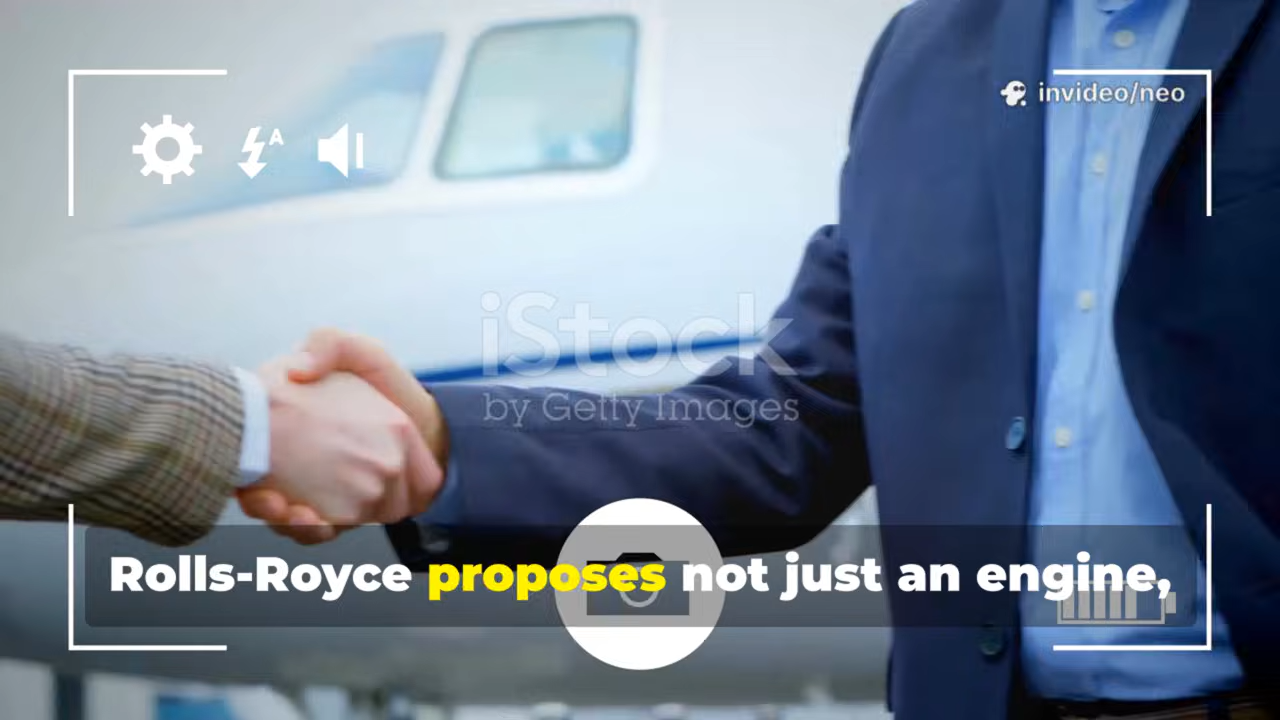 invideo/neo
A
iStock
by Getty Images
Rolls-Royce proposes not just an engine,